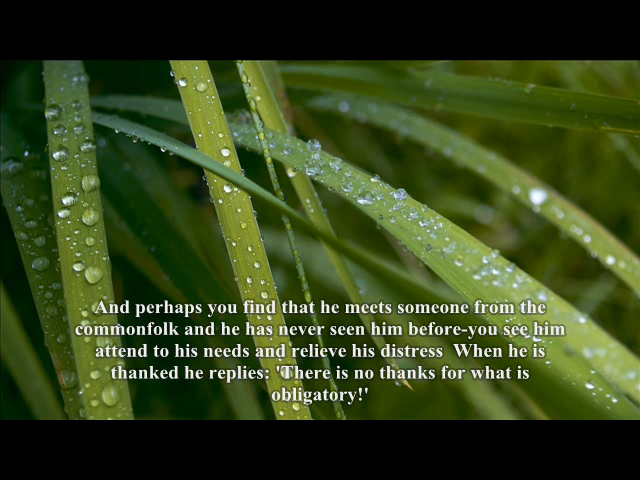 And perhaps you find that he meets someone from the
commonfolk and he has never seen him before-you see him
attend to his needs and relieve his distress  When he is
thanked he replies: 'There is no thanks for what is
obligatory!'